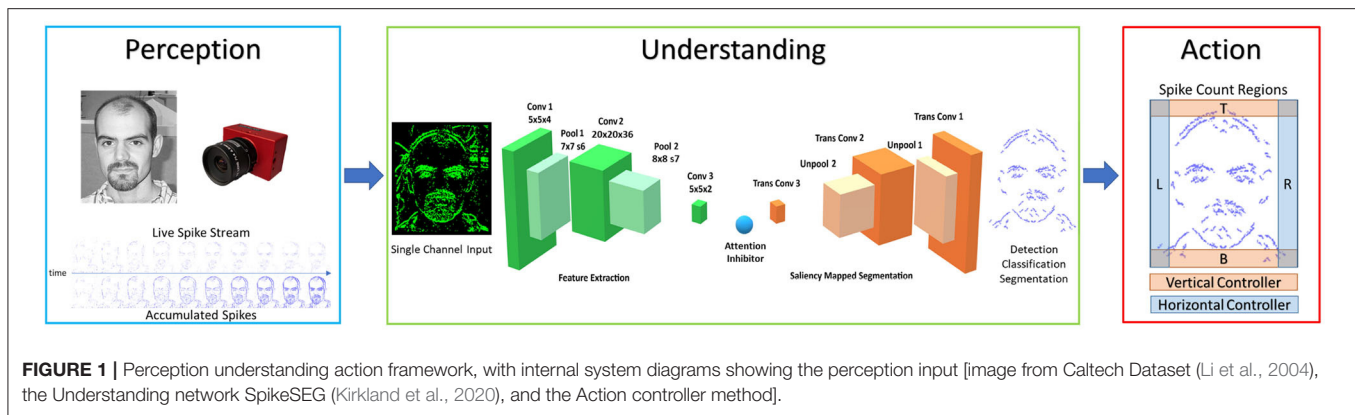 Perception
Live Spike Stream
time
Accumulated Spikes
Understanding
Single Channel Input
Conv 1
5x5x4
Pool 1
7x7 s6
Conv 2
20x20x36
Pool 2
8x8 s7
Conv 3
5x5x2
Feature Extraction
Attention
Inhibitor
Trans Conv 3
Unpool 2
Trans Conv 2
Unpool 1
Trans Conv 1
Saliency Mapped Segmentation
Detection
Classification
Segmentation
Action
Spike Count Regions
T
L
R
B
Vertical Controller
Horizontal Controller
FIGURE 1 | Perception understanding action framework, with internal system diagrams showing the perception input [image from Caltech Dataset (Li et al., 2004),
the Understanding network SpikeSEG (Kirkland et al., 2020), and the Action controller method].